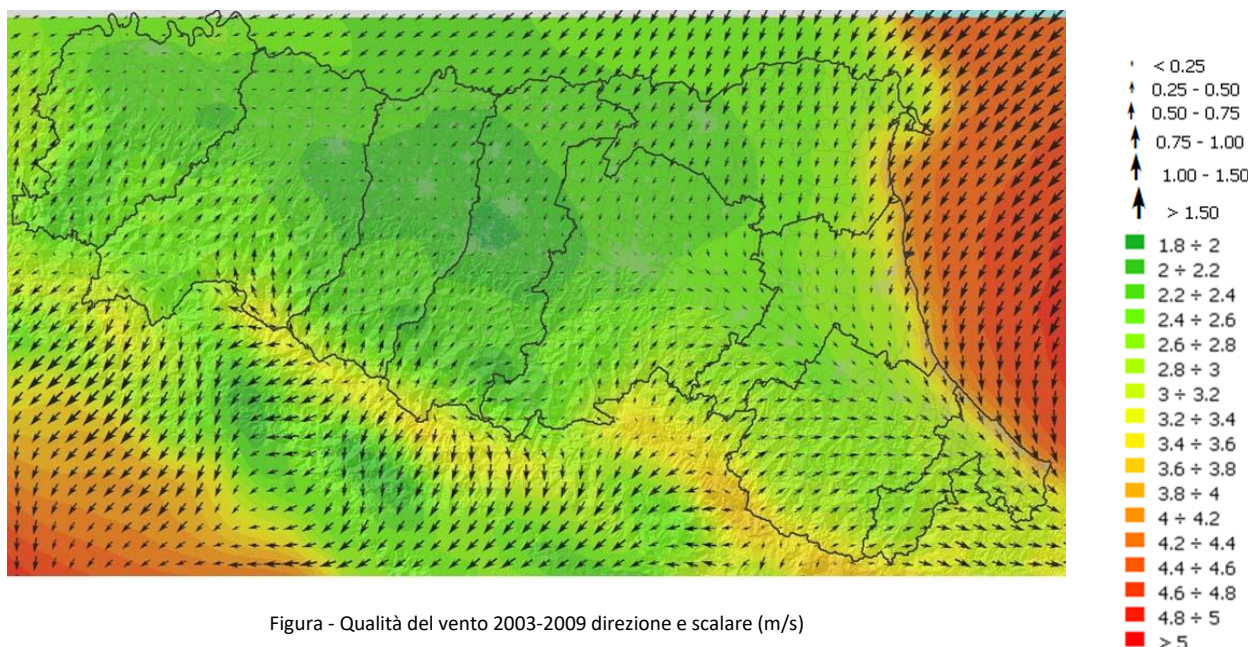 < 0.25
0.25 - 0.50
0.50 - 0.75
0.75 - 1.00
1.00 - 1.50
> 1.50
1.8 ÷ 2
2 ÷ 2.2
2.2 ÷ 2.4
2.4 ÷ 2.6
2.6 ÷ 2.8
2.8 ÷ 3
3 ÷ 3.2
3.2 ÷ 3.4
3.4 ÷ 3.6
3.6 ÷ 3.8
3.8 ÷ 4
4 ÷ 4.2
4.2 ÷ 4.4
4.4 ÷ 4.6
4.6 ÷ 4.8
4.8 ÷ 5
> 5
Figura - Qualità del vento 2003-2009 direzione e scalare (m/s)